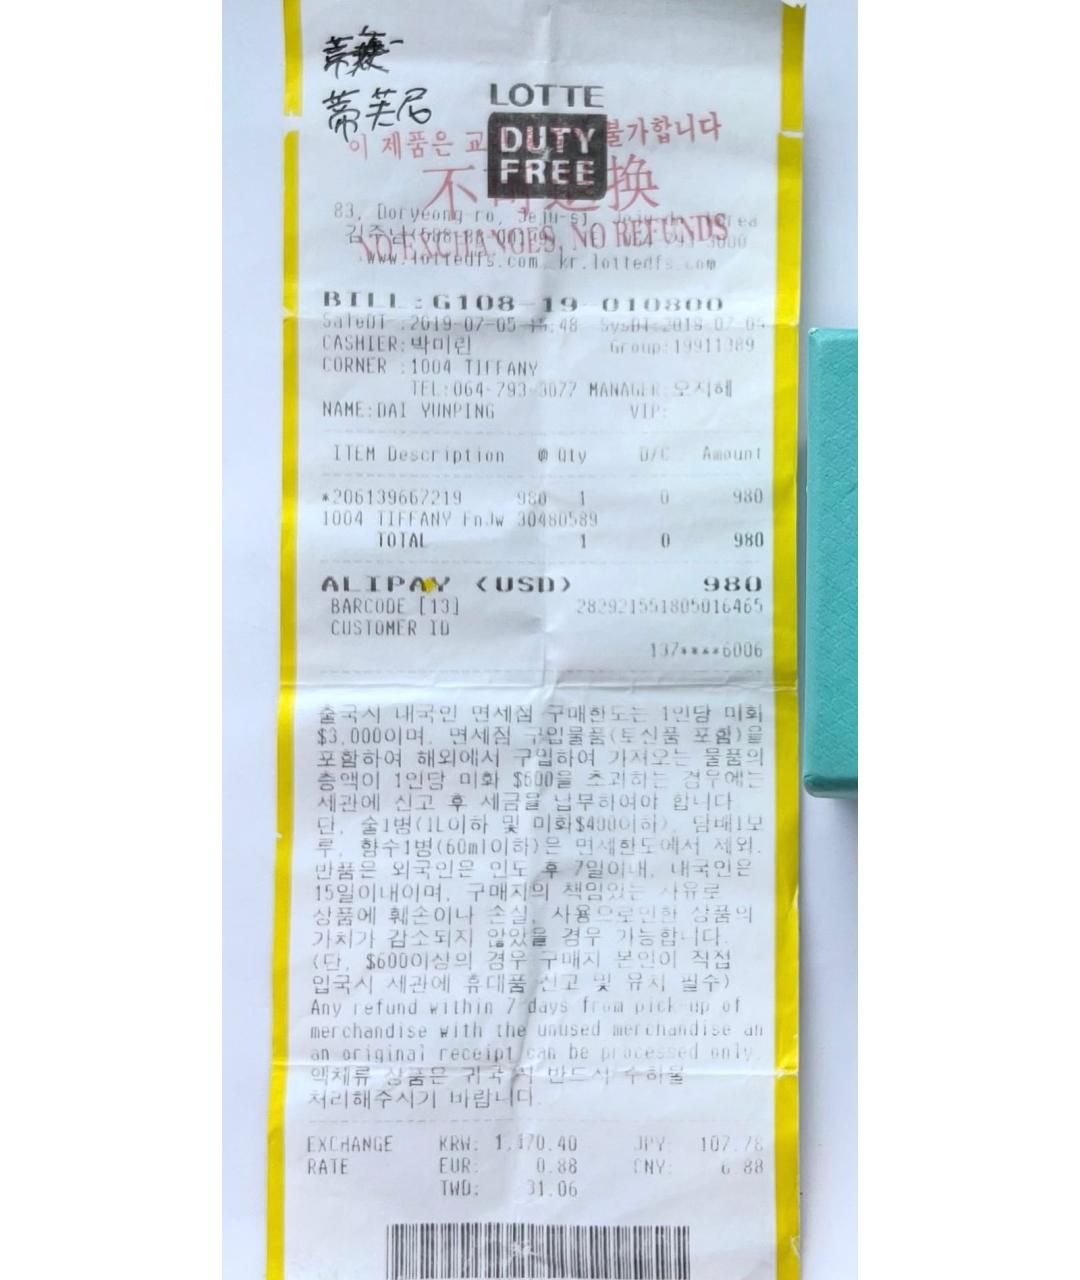 蒂芙尼
LOTTE
DUTY
FREE
이 제품은 교 불가합니다
不可退换
83, Doryeong-ro, Jeju-si, Jeju-do, Korea
김주남
NO EXCHANGES, NO REFUNDS
www.lottedfs.com, kr.lottedfs.com
BILL:G108-19-010800
SaleDT :2019-07-05 :48 SysDT:2019-07-05
CASHIER:박미린 Group:19911389
CORNER :1004 TIFFANY
TEL:064-793-3077 MANAGER:오지혜
NAME:DAI YUNPING VIP:
ITEM Description @ Qty D/C Amount
*206139667219 980 1 0 980
1004 TIFFANY FnJw 30480589
TOTAL 1 0 980
ALIPAY (USD) 980
BARCODE [13] 282921551805016465
CUSTOMER ID
137****6006
출국시 내국인 면세점 구매한도는 1인당 미화
$3,000이며, 면세점 구입물품(토산품 포함)을
포함하여 해외에서 구입하여 가져오는 물품의
총액이 1인당 미화 $600을 초과하는 경우에는
세관에 신고 후 세금을 납부하여야 합니다.
단, 술1병(1L이하 및 미화$400이하), 담배1보
루, 향수1병(60ml이하)은 면세한도에서 제외.
반품은 외국인은 인도 후 7일이내, 내국인은
15일이내이며, 구매자의 책임있는 사유로
상품에 훼손이나 손실, 사용으로인한 상품의
가치가 감소되지 않았을 경우 가능합니다.
(단, $600이상의 경우 구매자 본인이 직접
입국시 세관에 휴대품 신고 및 유치 필수)
Any refund within 7 days from pick-up of
merchandise with the unused merchandise an
an original receipt can be processed only.
액체류 상품은 귀국 시 반드시 수하물
처리해주시기 바랍니다.
EXCHANGE KRW: 1,170.40 JPY: 107.78
RATE EUR: 0.88 CNY: 6.88
TWD: 31.06